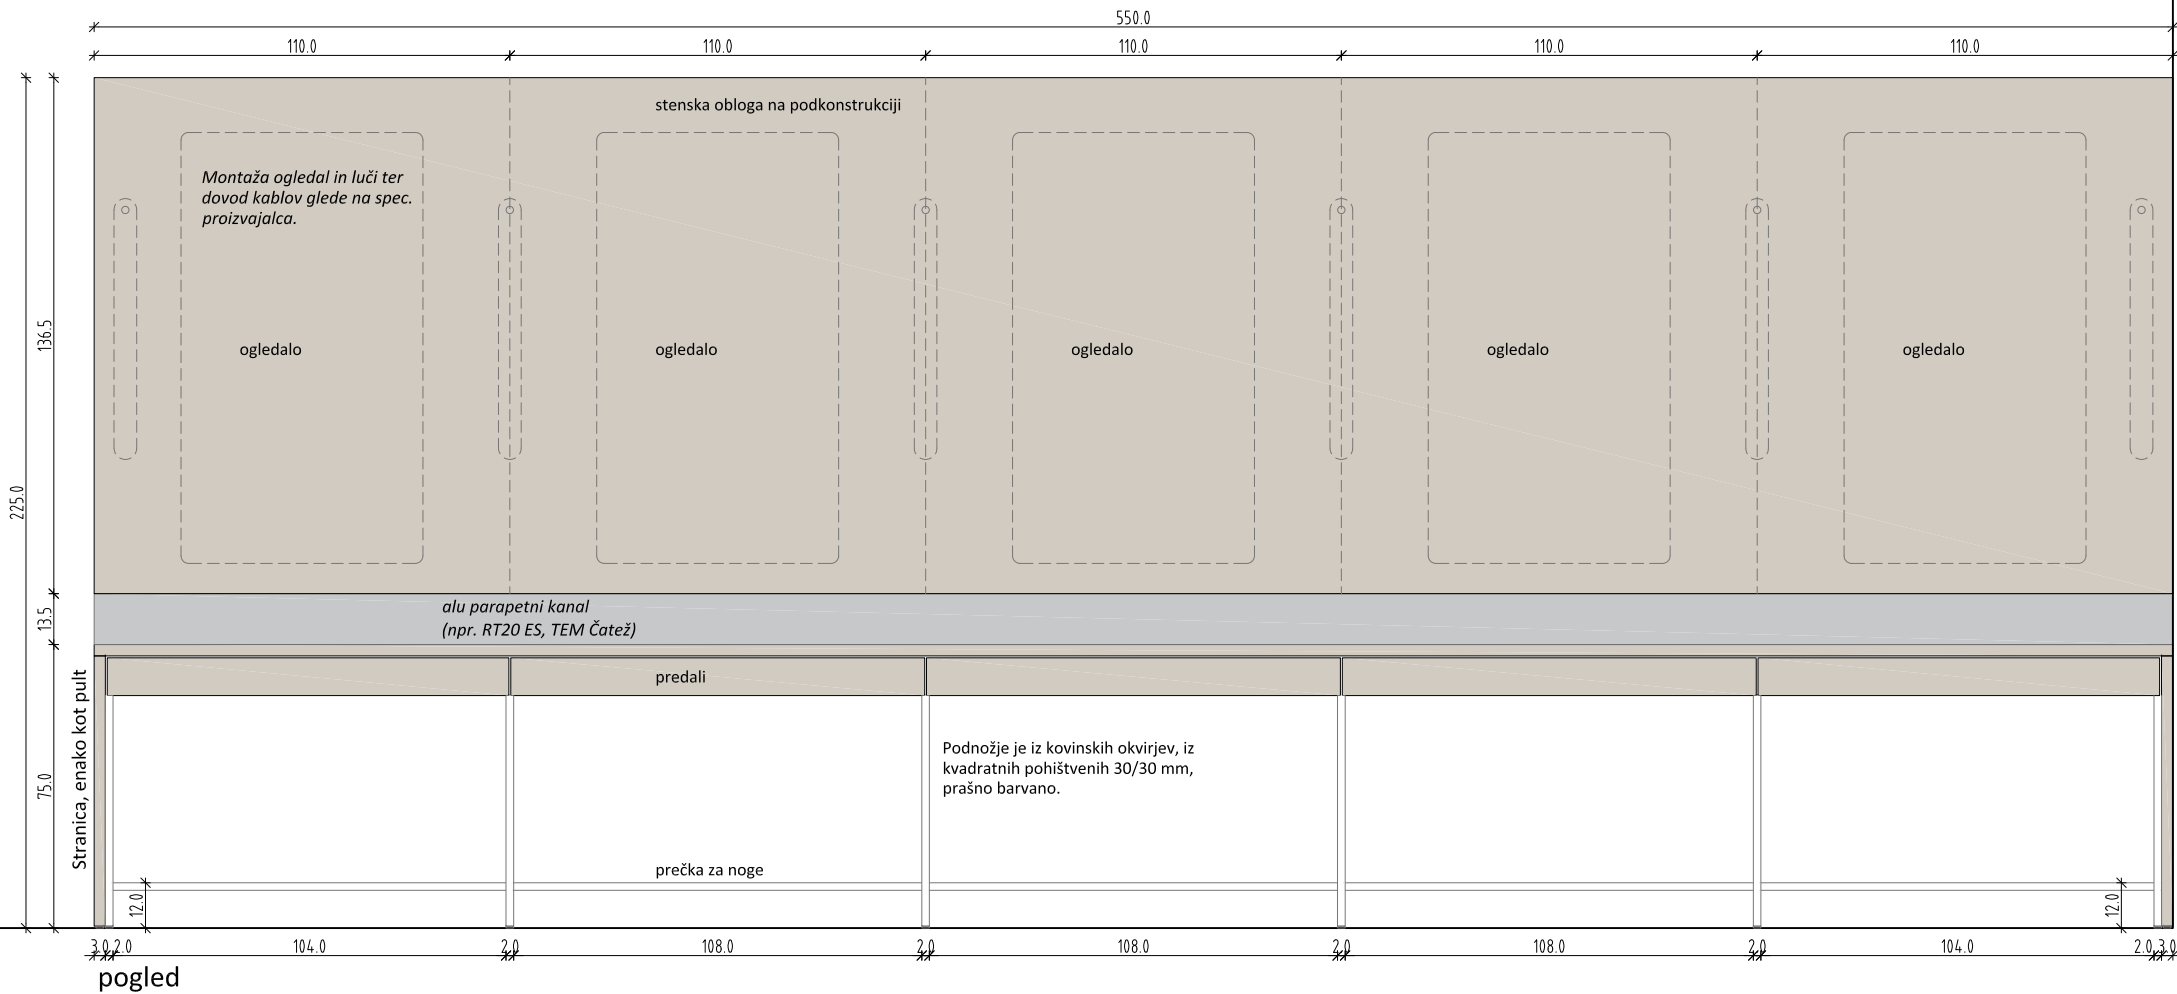 550.0
110.0 110.0 110.0 110.0 110.0
stenska obloga na podkonstrukciji
Montaža ogledal in luči ter
dovod kablov glede na spec.
proizvajalca.
136.5
ogledalo ogledalo ogledalo ogledalo ogledalo
225.0
13.5
alu parapetni kanal
(npr. RT20 ES, TEM Čatež)
75.0
Stranica, enako kot pult
predali
Podnožje je iz kovinskih okvirjev, iz
kvadratnih pohištvenih 30/30 mm,
prašno barvano.
prečka za noge
12.0 12.0
3.0 2.0 104.0 2.0 108.0 2.0 108.0 2.0 108.0 2.0 104.0 2.0 3.0
pogled